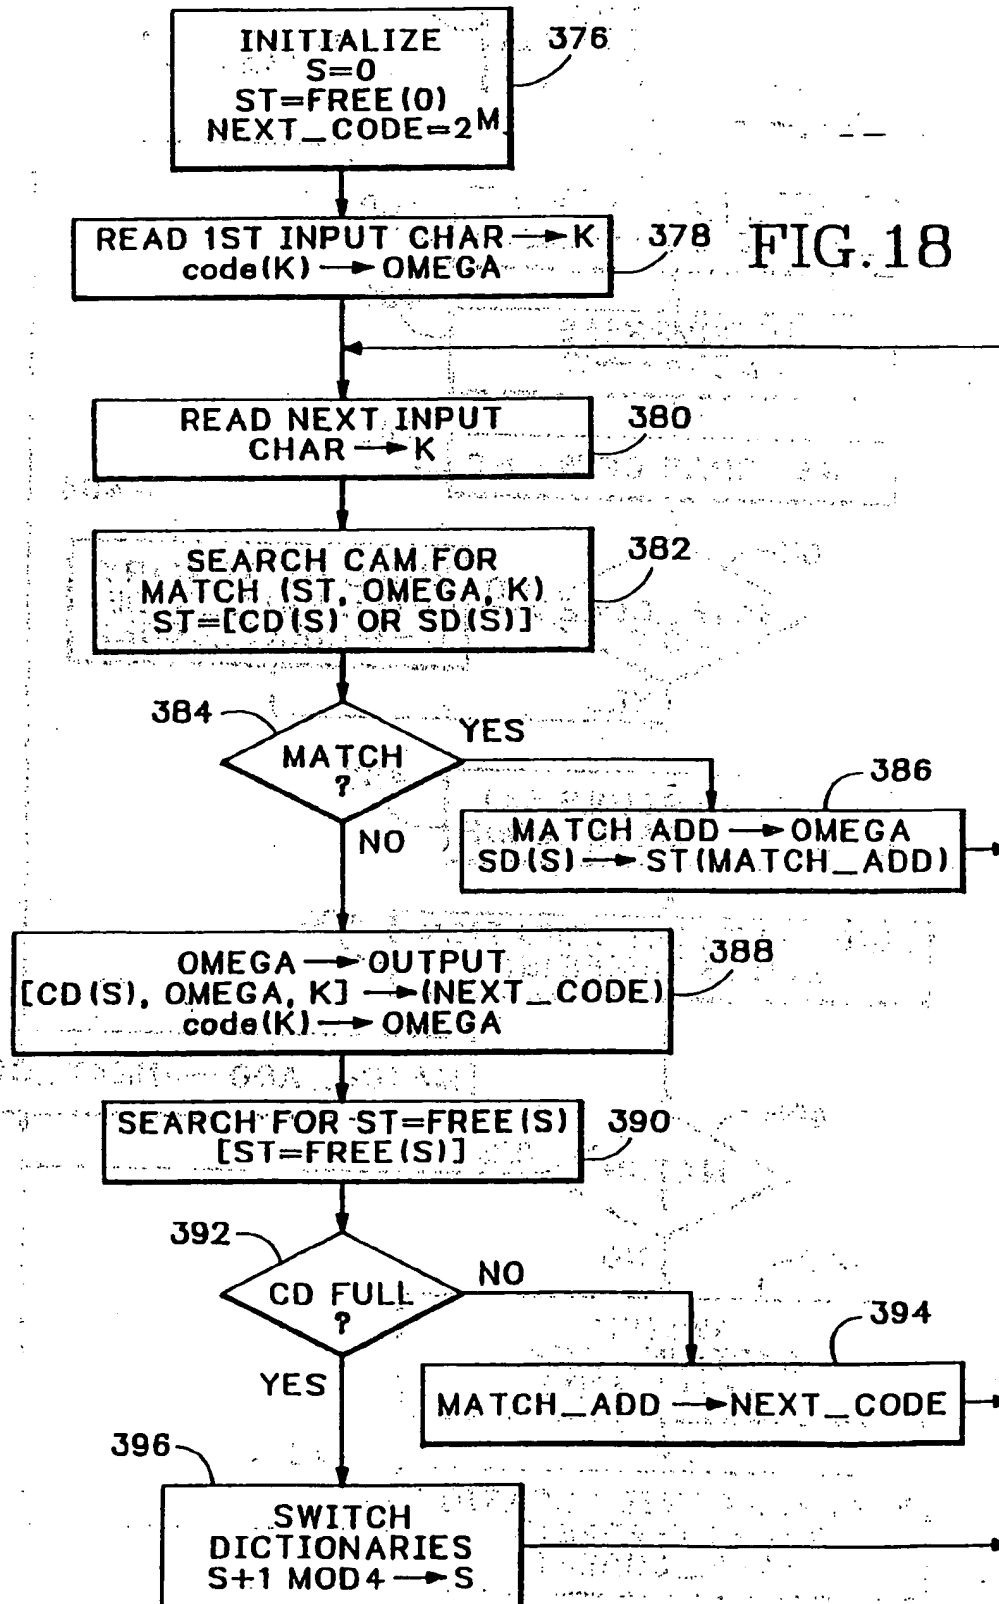 INITIALIZE
S=0
ST=FREE(0)
NEXT_CODE=2^M
376
READ 1ST INPUT CHAR → K
code(K) → OMEGA
378
FIG.18
READ NEXT INPUT
CHAR → K
380
SEARCH CAM FOR
MATCH (ST, OMEGA, K)
ST=[CD(S) OR SD(S)]
382
384
MATCH
?
YES
NO
386
MATCH ADD → OMEGA
SD(S) → ST(MATCH_ADD)
OMEGA → OUTPUT
[CD(S), OMEGA, K] → (NEXT_CODE)
code(K) → OMEGA
388
SEARCH FOR ST=FREE(S)
[ST=FREE(S)]
390
392
CD FULL
?
NO
YES
394
MATCH_ADD → NEXT_CODE
396
SWITCH
DICTIONARIES
S+1 MOD4 → S